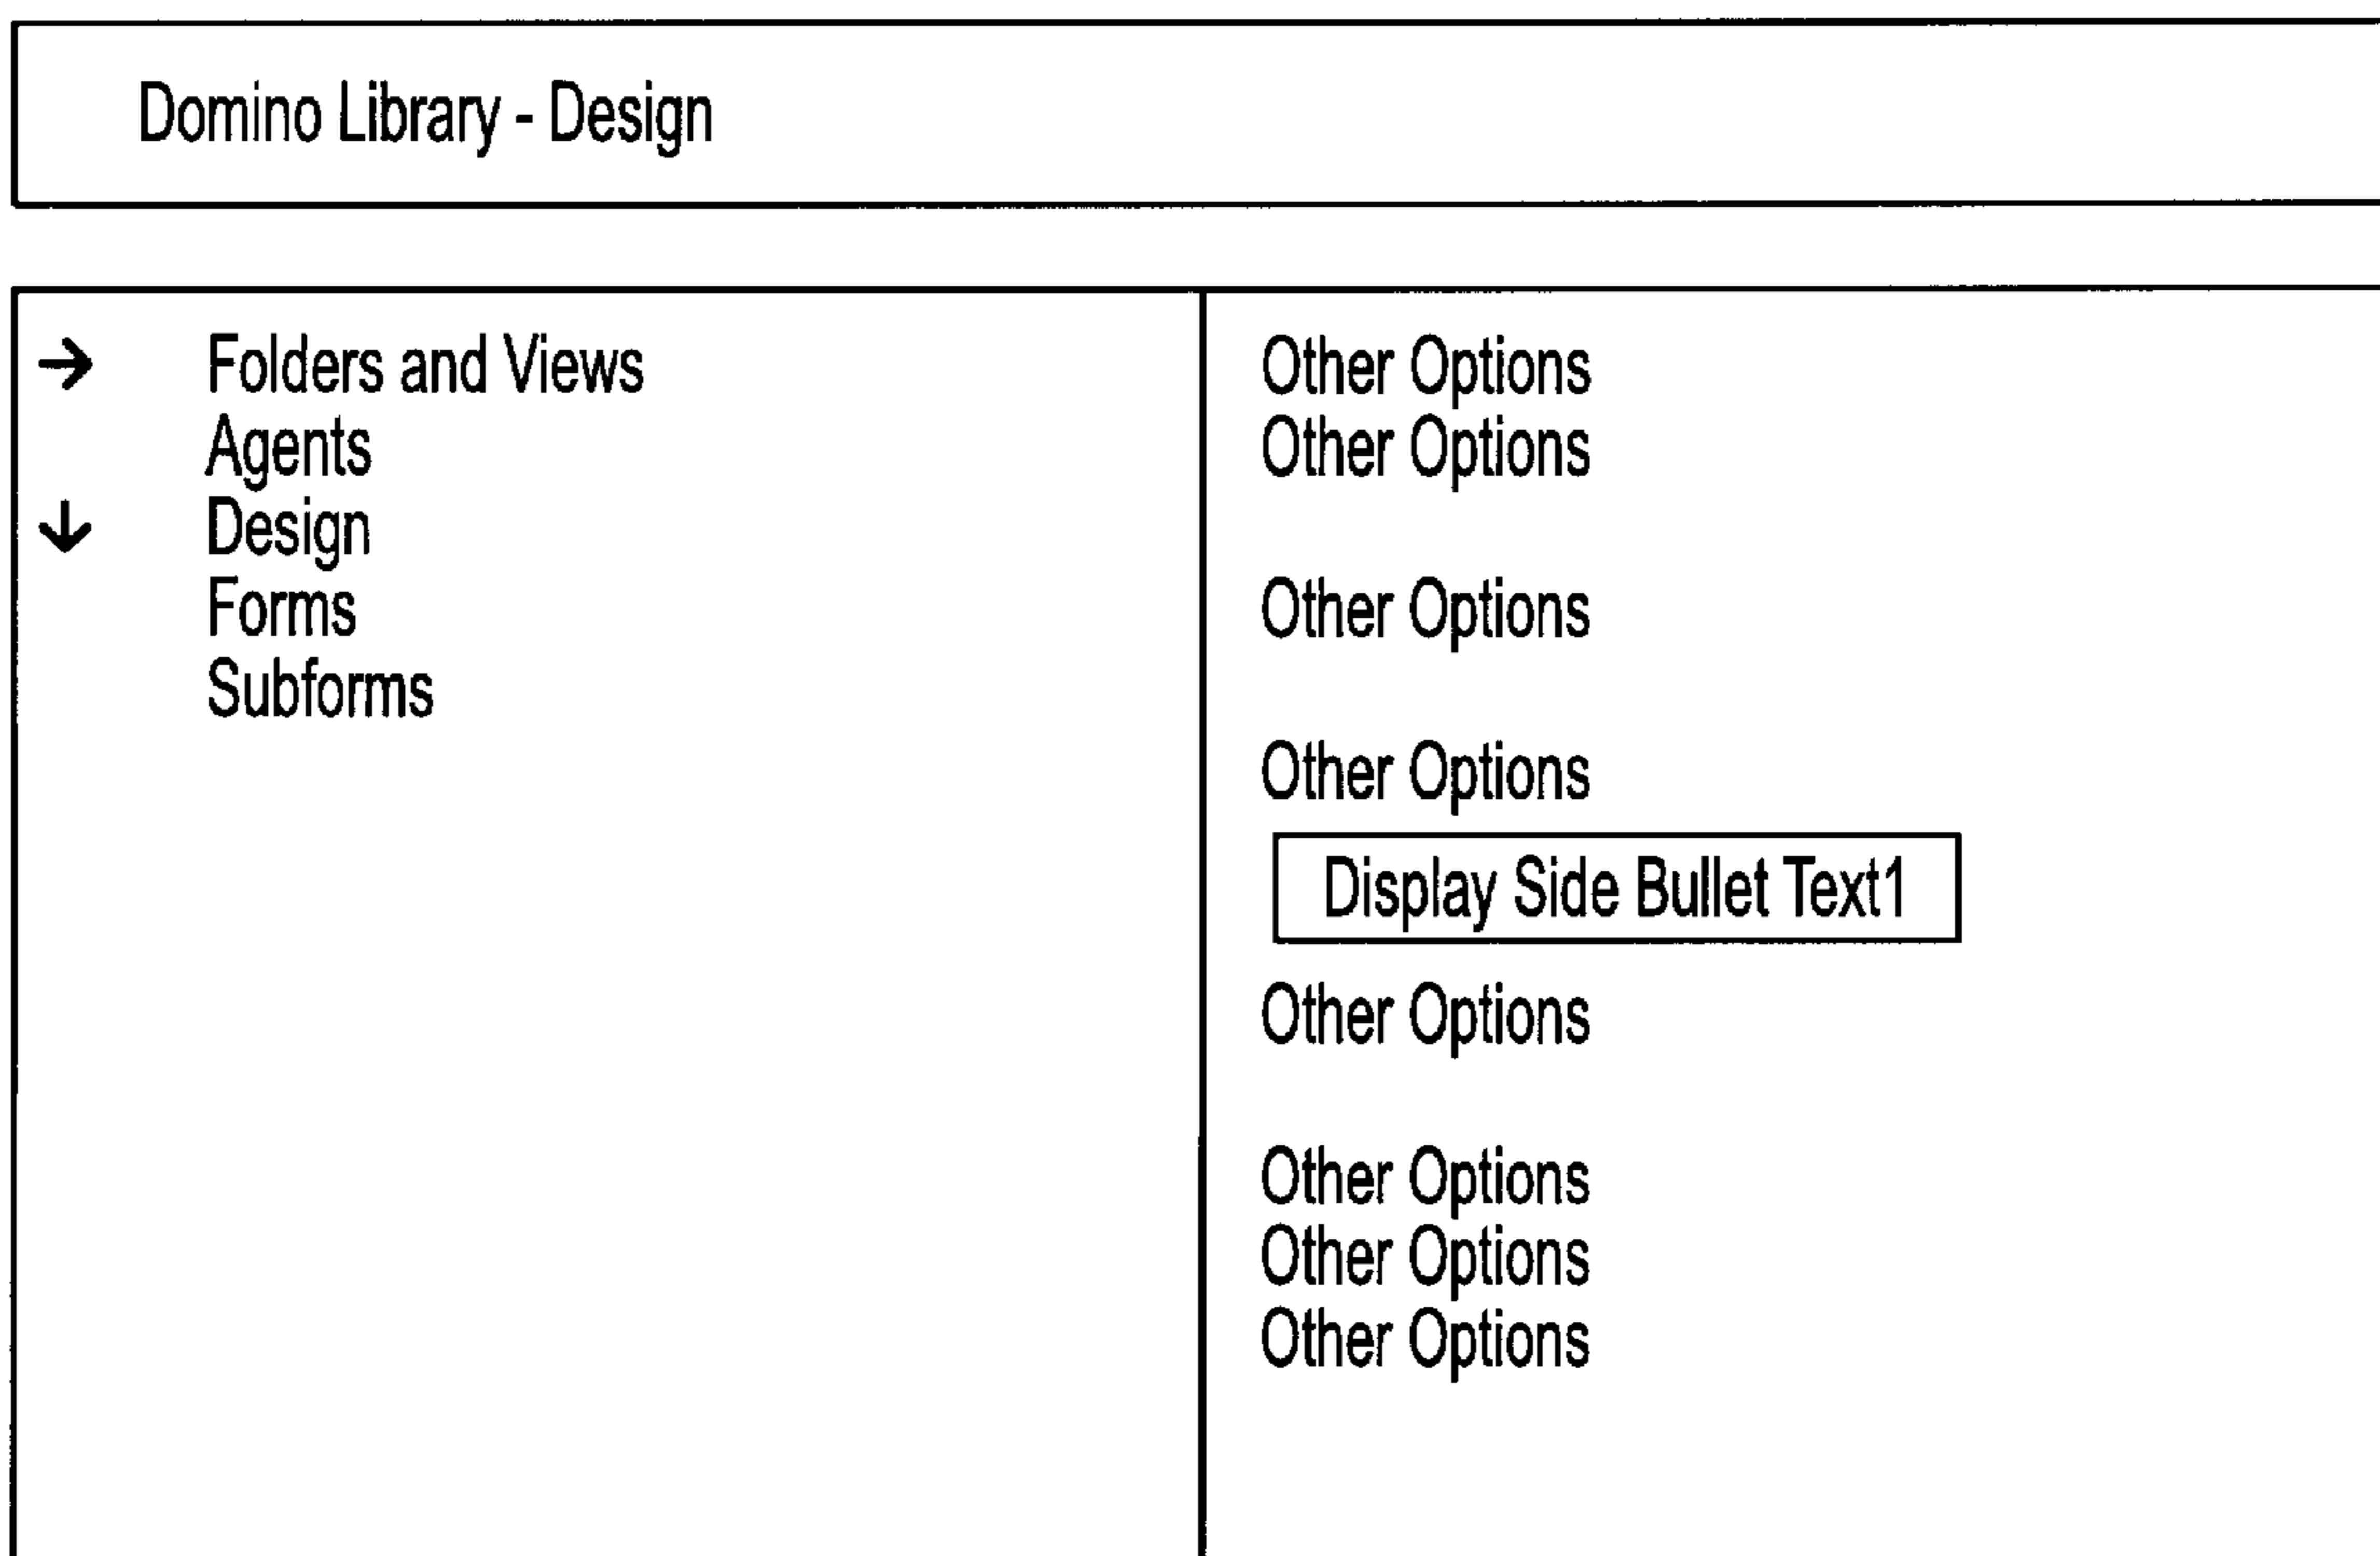 Domino Library - Design
→ Folders and Views
Agents
↓ Design
Forms
Subforms
Other Options
Other Options
Other Options
Other Options
Display Side Bullet Text1
Other Options
Other Options
Other Options
Other Options